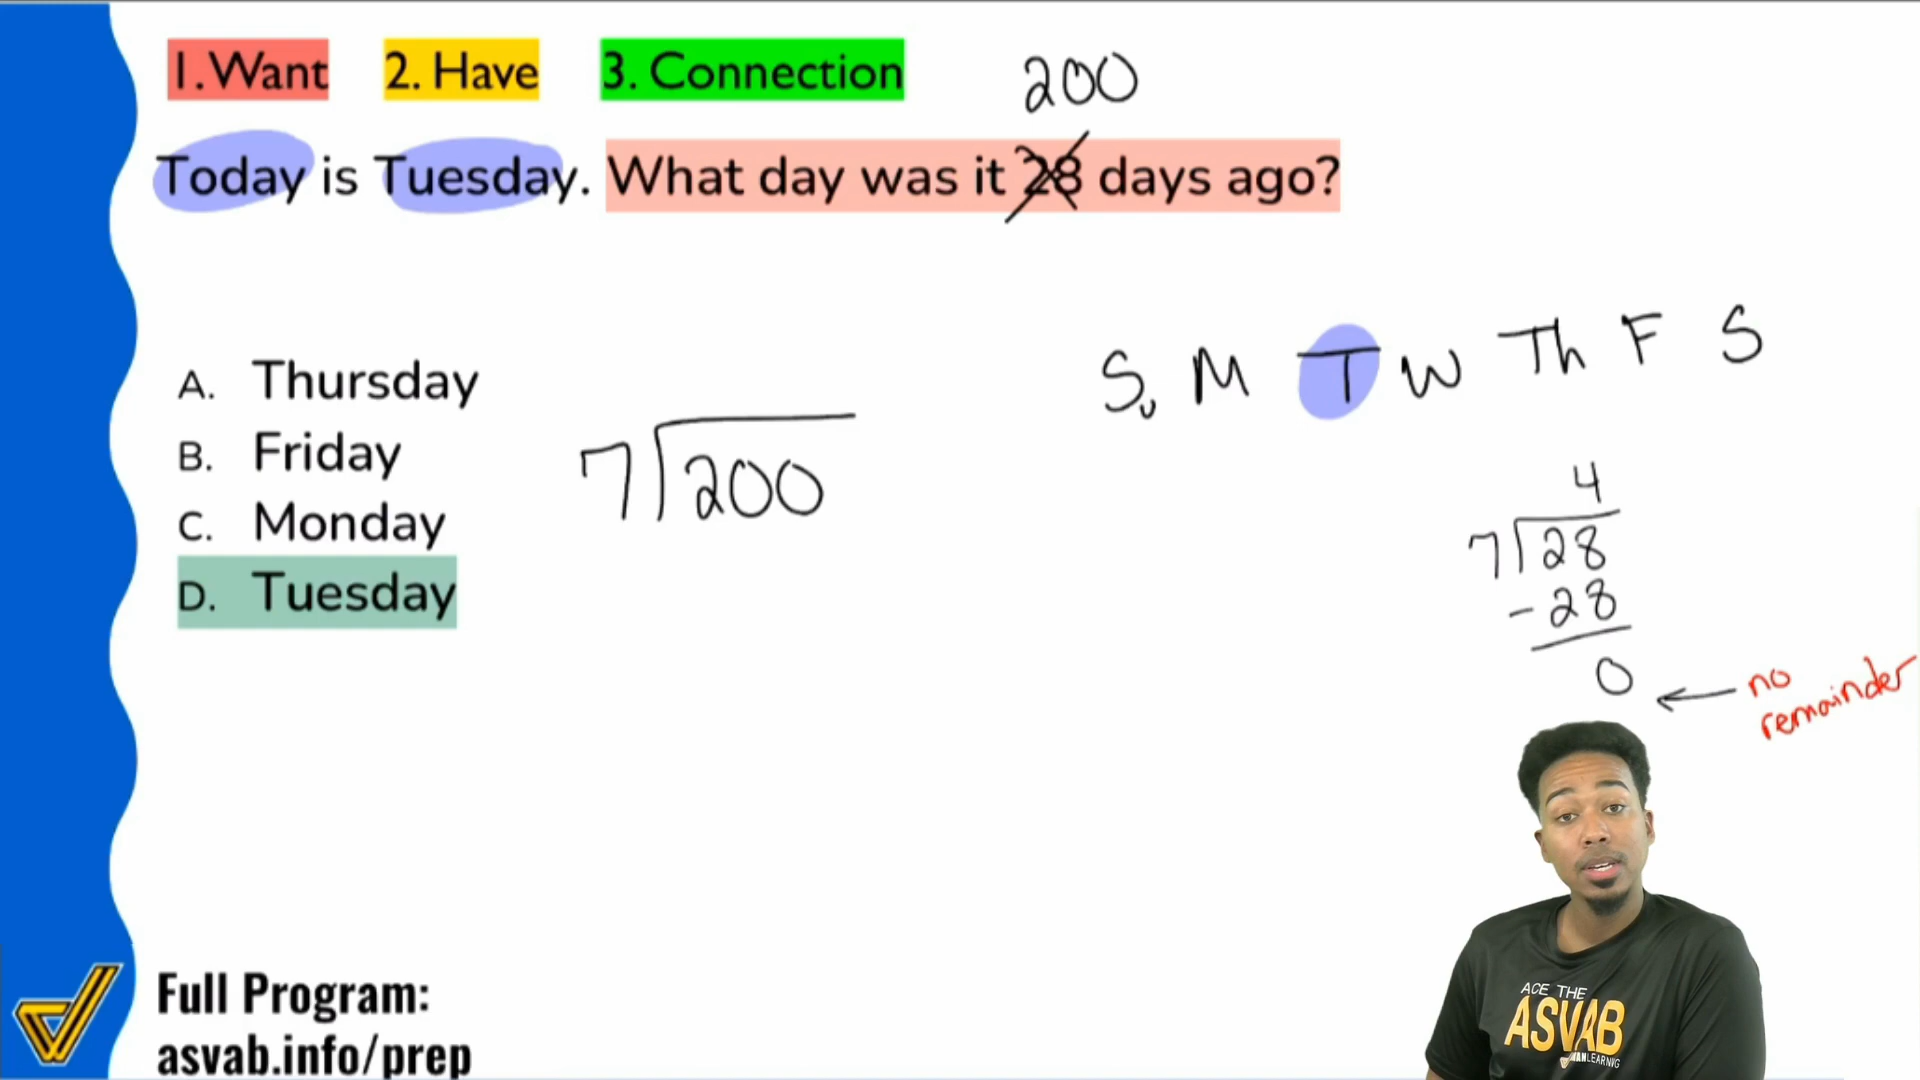 1. Want 2. Have 3. Connection 200
Today is Tuesday. What day was it 28 days ago?
Su M T W Th F S
A. Thursday
B. Friday
C. Monday
D. Tuesday
7 200
4
7 28
- 28
0
no
remainder
ACE THE
ASVAB
Full Program:
asvab.info/prep